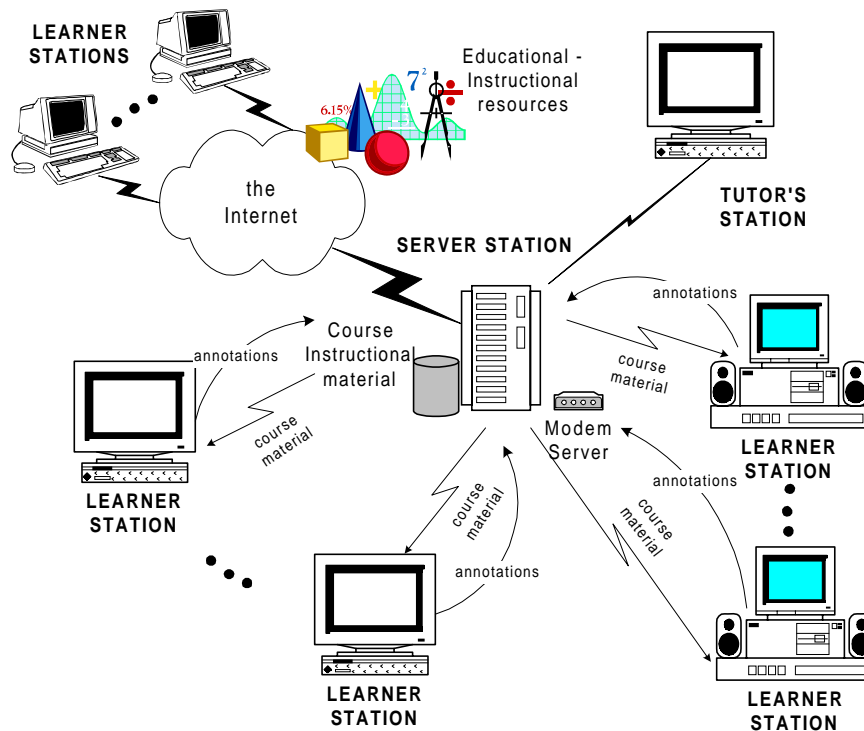 LEARNER
STATIONS
Educational -
Instructional
resources
7²
6.15%
the
Internet
TUTOR'S
STATION
SERVER STATION
annotations
course
material
Course
Instructional
material
annotations
course
material
Modem
Server
LEARNER
STATION
annotations
course
material
LEARNER
STATION
course
material
annotations
LEARNER
STATION
LEARNER
STATION